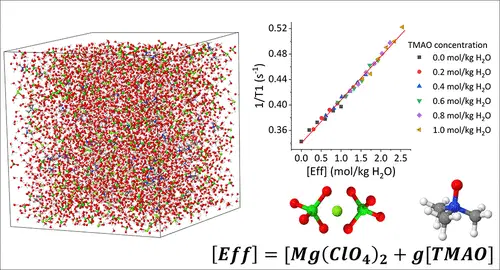 0.52
0.48
0.44
0.40
0.36
1/T1 (s⁻¹)
0.0 0.5 1.0 1.5 2.0 2.5
[Eff] (mol/kg H₂O)
TMAO concentration
0.0 mol/kg H₂O
0.2 mol/kg H₂O
0.4 mol/kg H₂O
0.6 mol/kg H₂O
0.8 mol/kg H₂O
1.0 mol/kg H₂O
[Eff] = [Mg(ClO₄)₂ + g[TMAO]